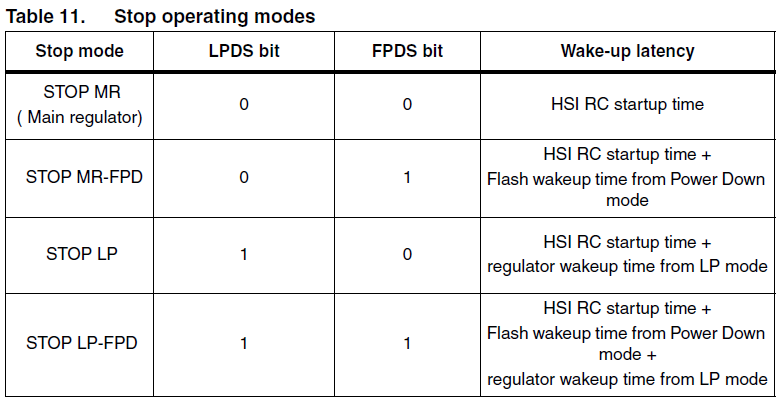 Table 11. Stop operating modes
Stop mode LPDS bit FPDS bit Wake-up latency
STOP MR
( Main regulator)
0 0 HSI RC startup time
STOP MR-FPD 0 1
HSI RC startup time +
Flash wakeup time from Power Down
mode
STOP LP 1 0
HSI RC startup time +
regulator wakeup time from LP mode
STOP LP-FPD 1 1
HSI RC startup time +
Flash wakeup time from Power Down
mode +
regulator wakeup time from LP mode